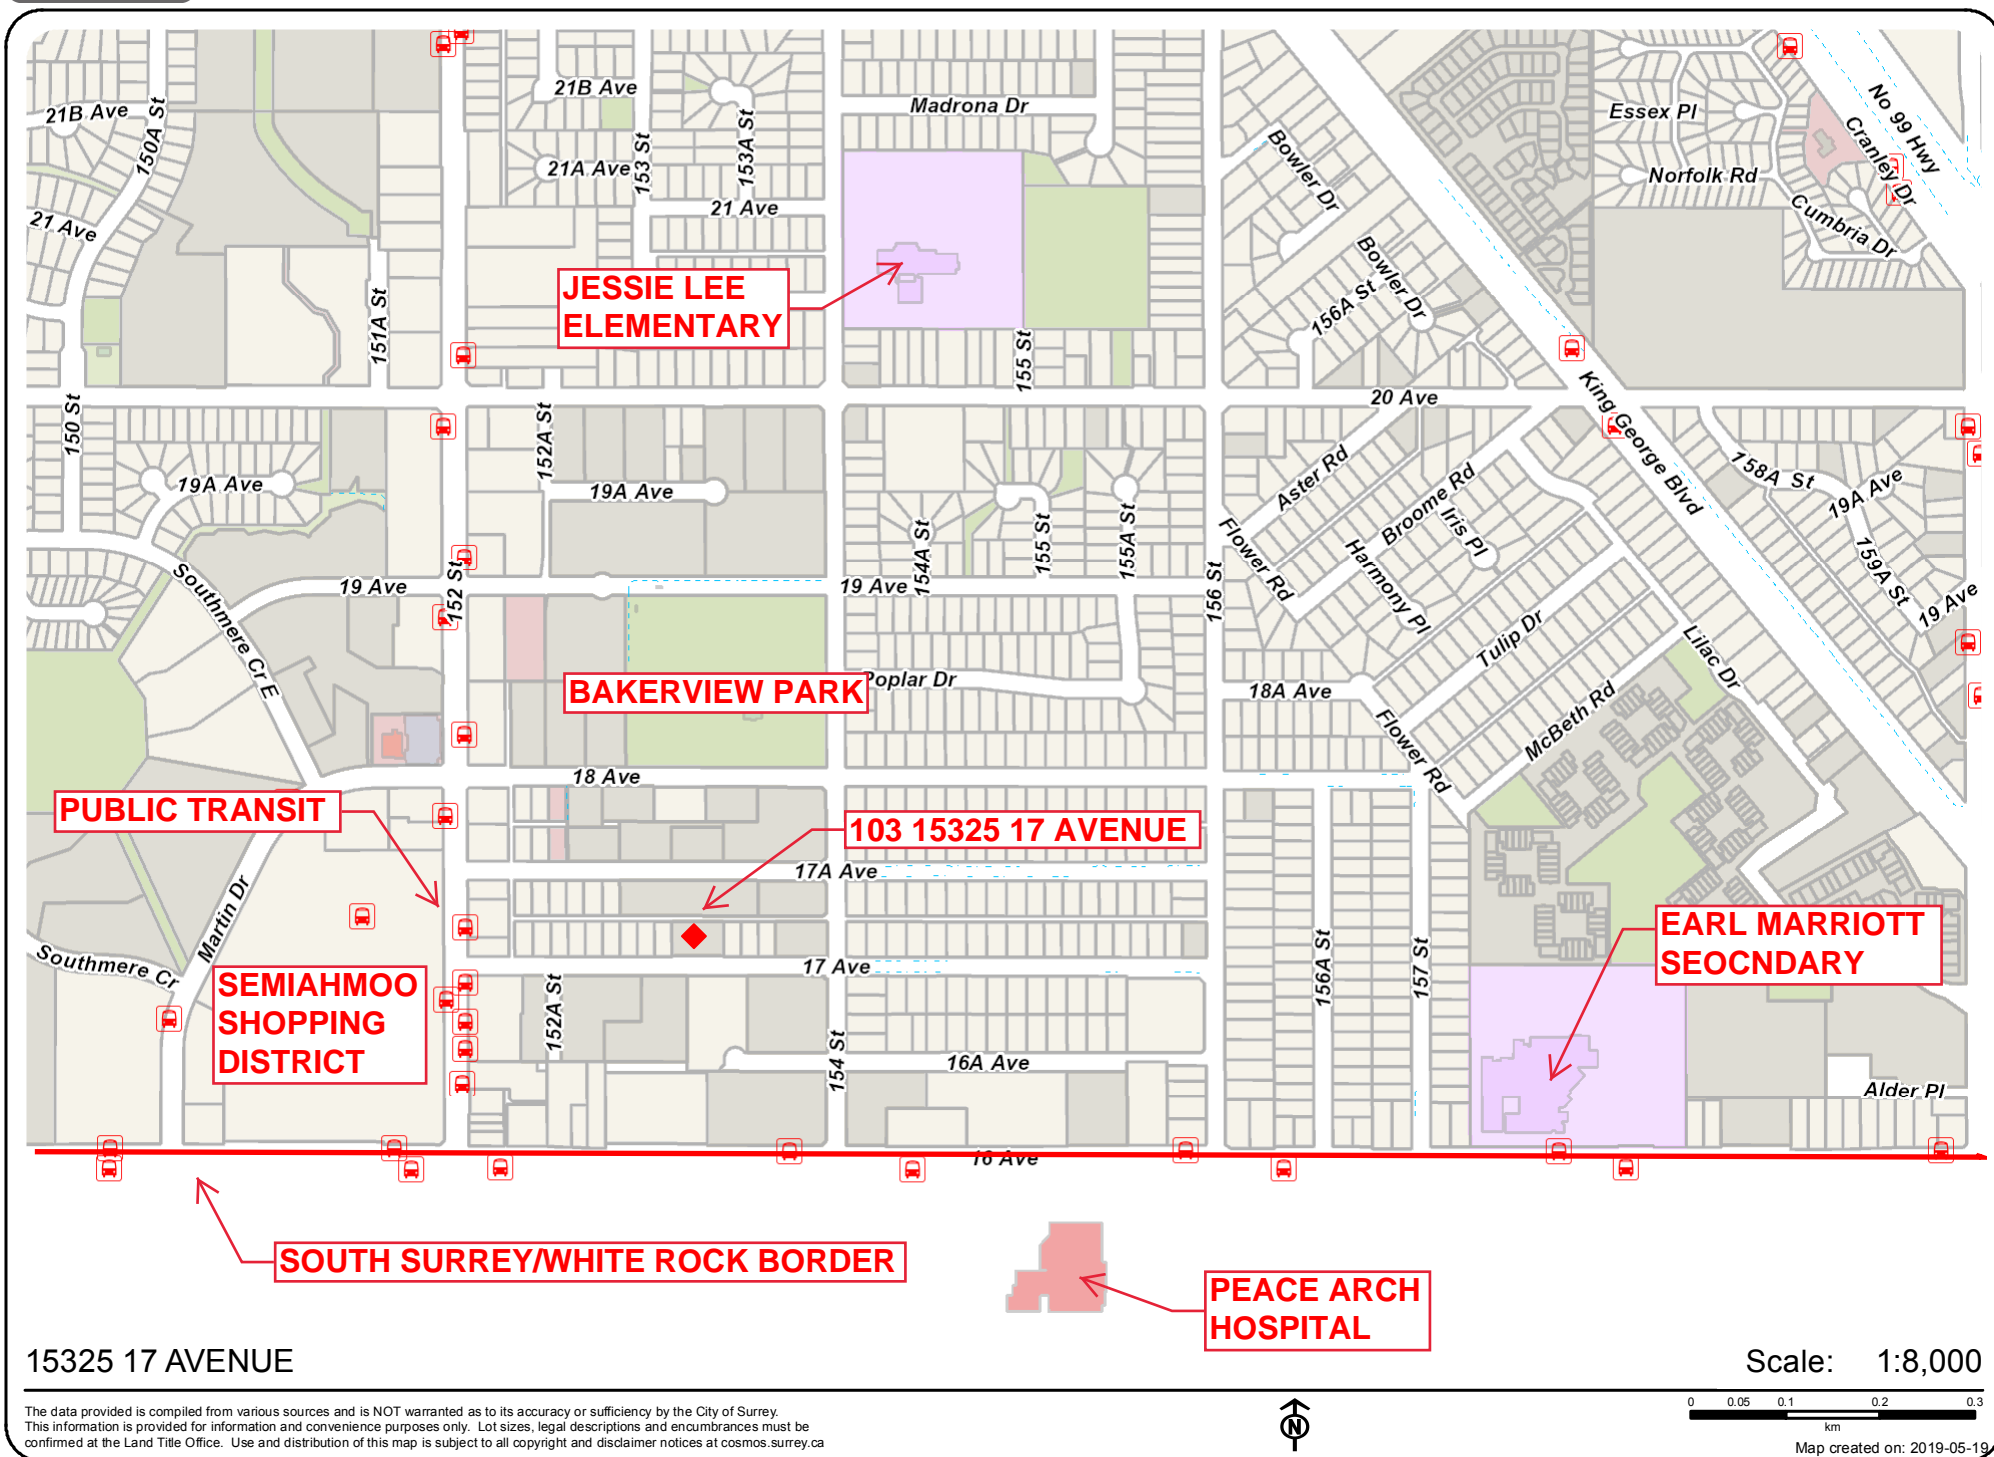 21B Ave
150A St
21 Ave
151A St
150 St
21B Ave
21A Ave
153 St
153A St
21 Ave
Madrona Dr
Bowler Dr
Bowler Dr
156A St
Essex Pl
Norfolk Rd
Cranley Dr
Cumbria Dr
No 99 Hwy
JESSIE LEE
ELEMENTARY
155 St
20 Ave
King George Blvd
152A St
19A Ave
19A Ave
154A St
155 St
155A St
156 St
Aster Rd
Broome Rd
Iris Pl
Harmony Pl
Flower Rd
158A St
19A Ave
159A St
19 Ave
Southmere Cr E
19 Ave
152 St
19 Ave
Tulip Dr
Lilac Dr
BAKERVIEW PARK
Poplar Dr
18A Ave
McBeth Rd
Flower Rd
18 Ave
PUBLIC TRANSIT
103 15325 17 AVENUE
17A Ave
Martin Dr
Southmere Cr
SEMIAHMOO
SHOPPING
DISTRICT
152A St
17 Ave
154 St
16A Ave
156A St
157 St
EARL MARRIOTT
SEOCNDARY
Alder Pl
16 Ave
SOUTH SURREY/WHITE ROCK BORDER
PEACE ARCH
HOSPITAL
15325 17 AVENUE
Scale: 1:8,000
The data provided is compiled from various sources and is NOT warranted as to its accuracy or sufficiency by the City of Surrey.
This information is provided for information and convenience purposes only. Lot sizes, legal descriptions and encumbrances must be
confirmed at the Land Title Office. Use and distribution of this map is subject to all copyright and disclaimer notices at cosmos.surrey.ca
N
0 0.05 0.1 0.2 0.3
km
Map created on: 2019-05-19